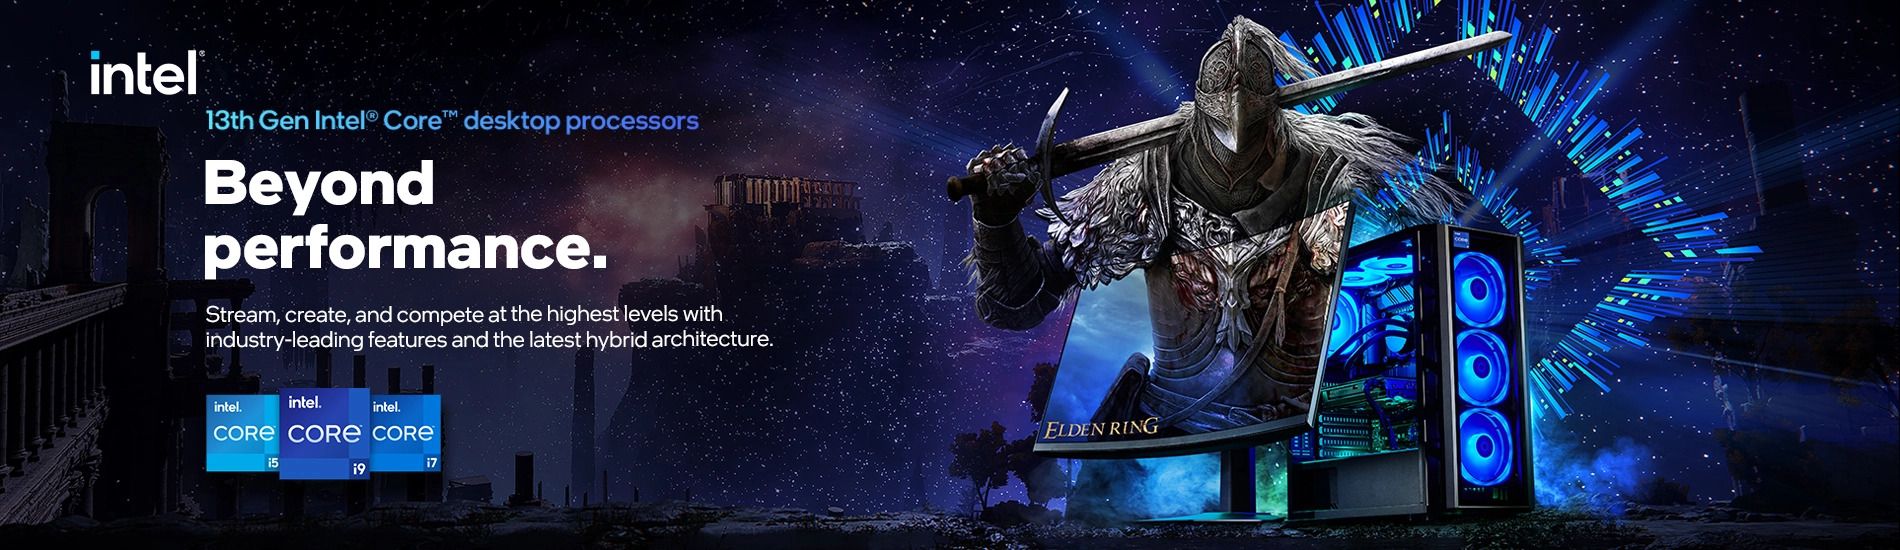 intel®
13th Gen Intel® Core™ desktop processors
Beyond
performance.
Stream, create, and compete at the highest levels with
industry-leading features and the latest hybrid architecture.
intel.
CORE
i5
intel.
CORE
i9
intel.
CORE
i7
ELDEN RING
CORE